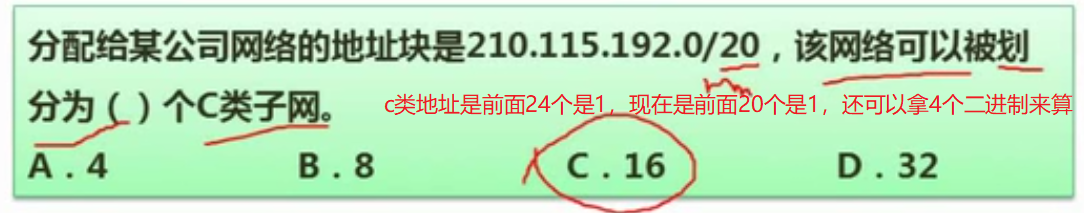 分配给某公司网络的地址块是210.115.192.0/20，该网络可以被划
分为（ ）个C类子网。
c类地址是前面24个是1，现在是前面20个是1，还可以拿4个二进制来算
A．4 B．8 C．16 D．32